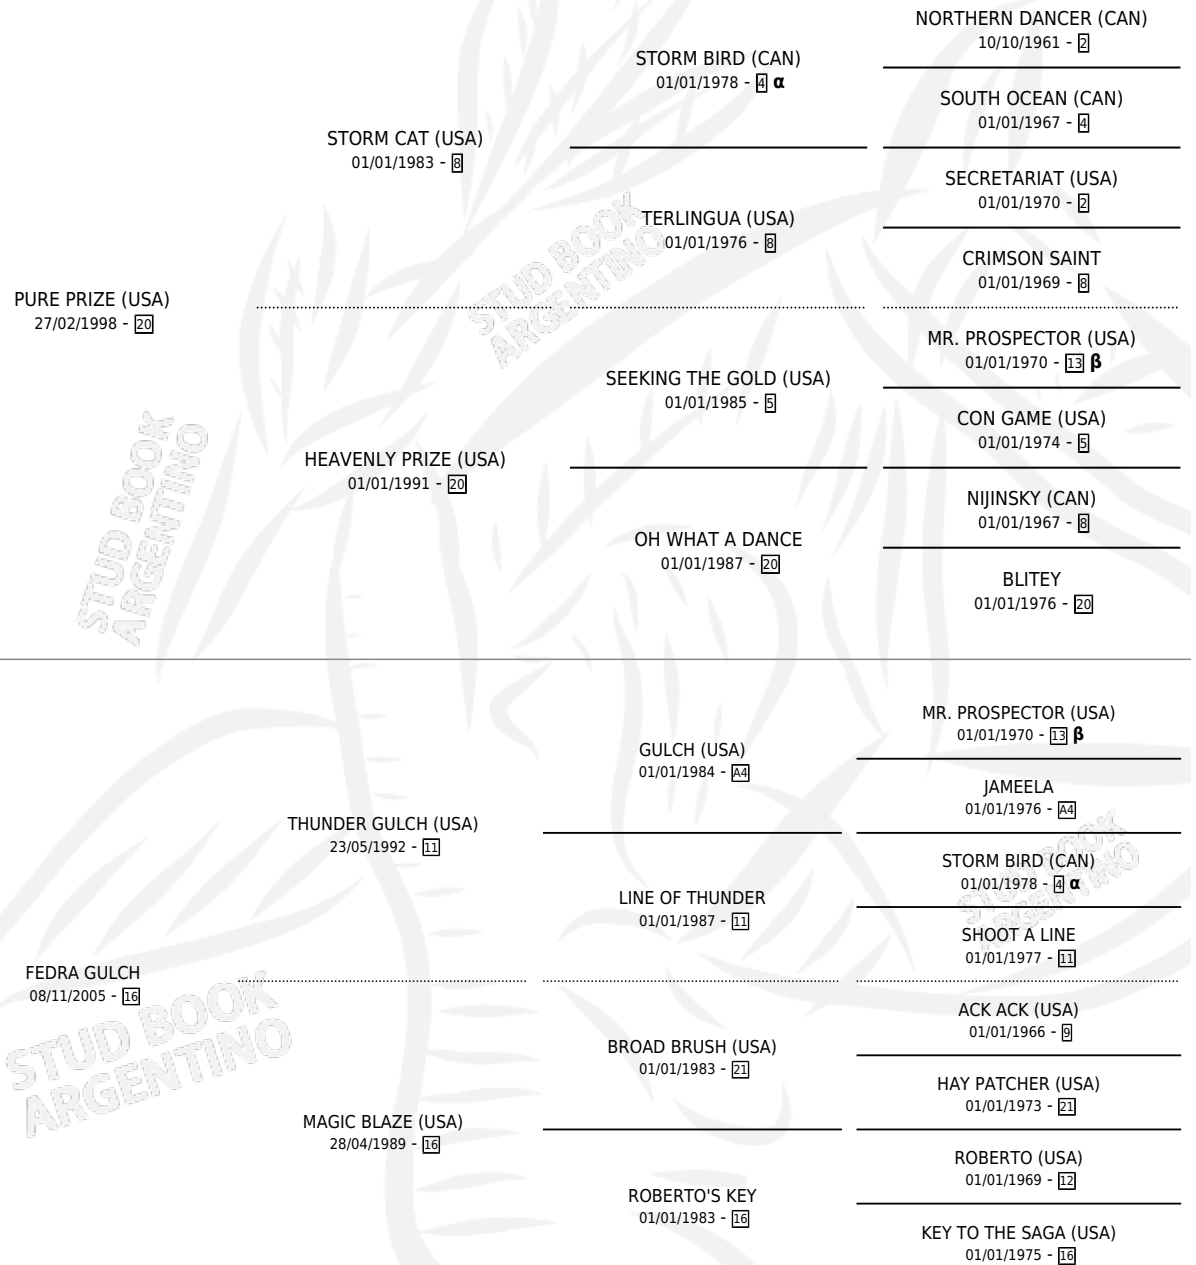 NORTHERN DANCER (CAN)
10/10/1961 - 2
STORM BIRD (CAN)
01/01/1978 - 4 α
SOUTH OCEAN (CAN)
01/01/1967 - 4
STORM CAT (USA)
01/01/1983 - 8
SECRETARIAT (USA)
01/01/1970 - 2
TERLINGUA (USA)
01/01/1976 - 8
CRIMSON SAINT
01/01/1969 - 8
PURE PRIZE (USA)
27/02/1998 - 20
MR. PROSPECTOR (USA)
01/01/1970 - 13 β
SEEKING THE GOLD (USA)
01/01/1985 - 5
CON GAME (USA)
01/01/1974 - 5
HEAVENLY PRIZE (USA)
01/01/1991 - 20
NIJINSKY (CAN)
01/01/1967 - 8
OH WHAT A DANCE
01/01/1987 - 20
BLITEY
01/01/1976 - 20
MR. PROSPECTOR (USA)
01/01/1970 - 13 β
GULCH (USA)
01/01/1984 - A4
JAMEELA
01/01/1976 - A4
THUNDER GULCH (USA)
23/05/1992 - 11
STORM BIRD (CAN)
01/01/1978 - 4 α
LINE OF THUNDER
01/01/1987 - 11
SHOOT A LINE
01/01/1977 - 11
FEDRA GULCH
08/11/2005 - 16
ACK ACK (USA)
01/01/1966 - 9
BROAD BRUSH (USA)
01/01/1983 - 21
HAY PATCHER (USA)
01/01/1973 - 21
MAGIC BLAZE (USA)
28/04/1989 - 16
ROBERTO (USA)
01/01/1969 - 12
ROBERTO'S KEY
01/01/1983 - 16
KEY TO THE SAGA (USA)
01/01/1975 - 16
STUD BOOK
ARGENTINO
STUD BOOK
ARGENTINO
STUD BOOK
ARGENTINO
STUD BOOK
ARGENTINO